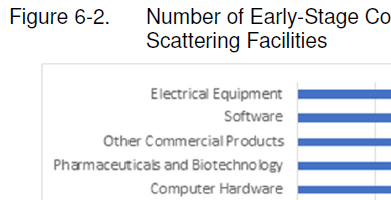 Figure 6-2. Number of Early-Stage Co
Scattering Facilities
Electrical Equipment
Software
Other Commercial Products
Pharmaceuticals and Biotechnology
Computer Hardware